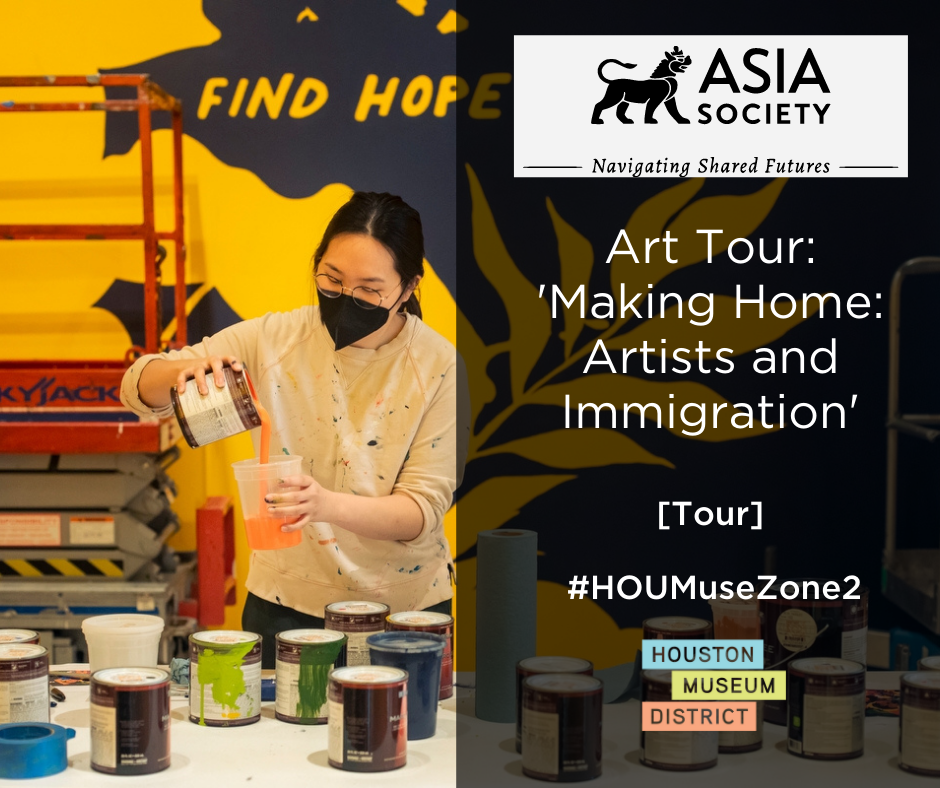 FIND HOPE
ASIA
SOCIETY
Navigating Shared Futures
Art Tour:
'Making Home:
Artists and
Immigration'
KYJACK
[Tour]
#HOUMuseZone2
HOUSTON
MUSEUM
DISTRICT